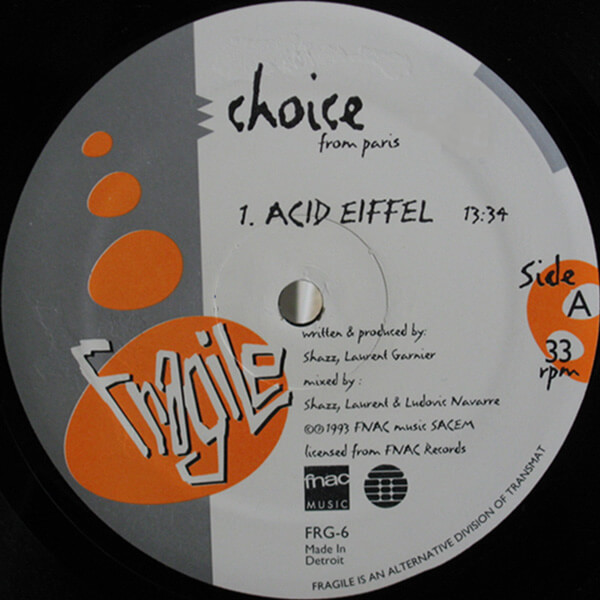 choice
from paris
1. ACID EIFFEL 13:34
Side
A
33
rpm
Fragile
written & produced by:
Shazz, Laurent Garnier
mixed by:
Shazz, Laurent & Ludovic Navarre
©℗ 1993 FNAC music SACEM
licensed from FNAC Records
fnac
MUSIC
FRG-6
Made In
Detroit
FRAGILE IS AN ALTERNATIVE DIVISION OF TRANSMAT